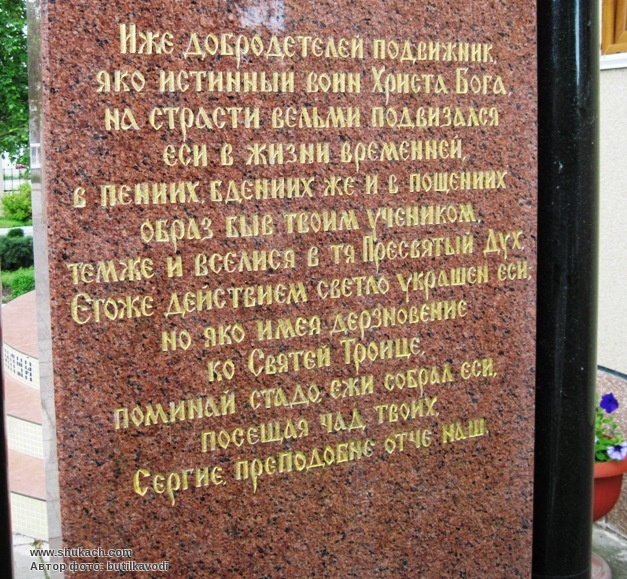 Иже добродетелей подвижник,
яко истинный воин Христа Бога,
на страсти вельми подвизался
еси в жизни временней,
в пениих, бдениих же и в пощениих
образ быв твоим учеником,
темже и вселися в тя Пресвятый Дух,
Егоже действием светло украшен еси,
но яко имея дерзновение
ко Святей Троице,
поминай стадо, ежи собрал еси,
посещая чад твоих,
Сергие, преподобне отче наш.
www.shukach.com
Автор фото: butilkavodi